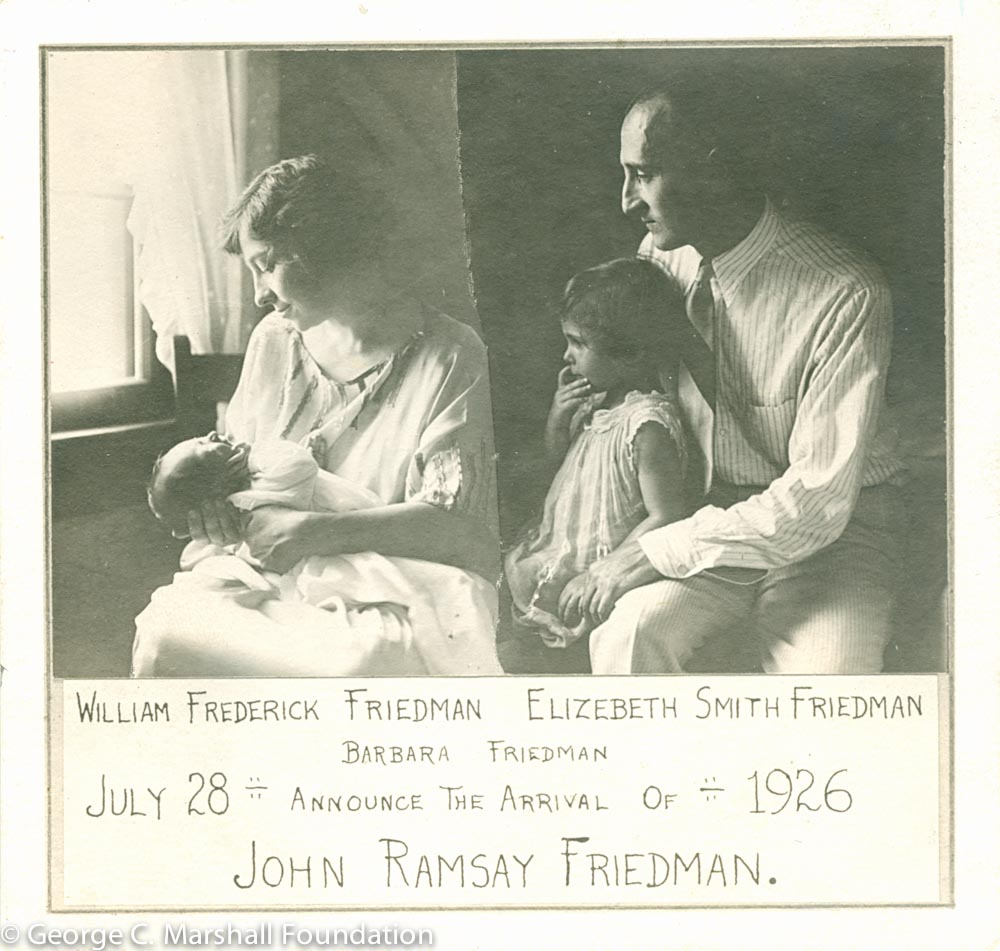 WILLIAM FREDERICK FRIEDMAN ELIZEBETH SMITH FRIEDMAN
BARBARA FRIEDMAN
JULY 28 ÷ ANNOUNCE THE ARRIVAL OF ÷ 1926
JOHN RAMSAY FRIEDMAN.
© George C. Marshall Foundation